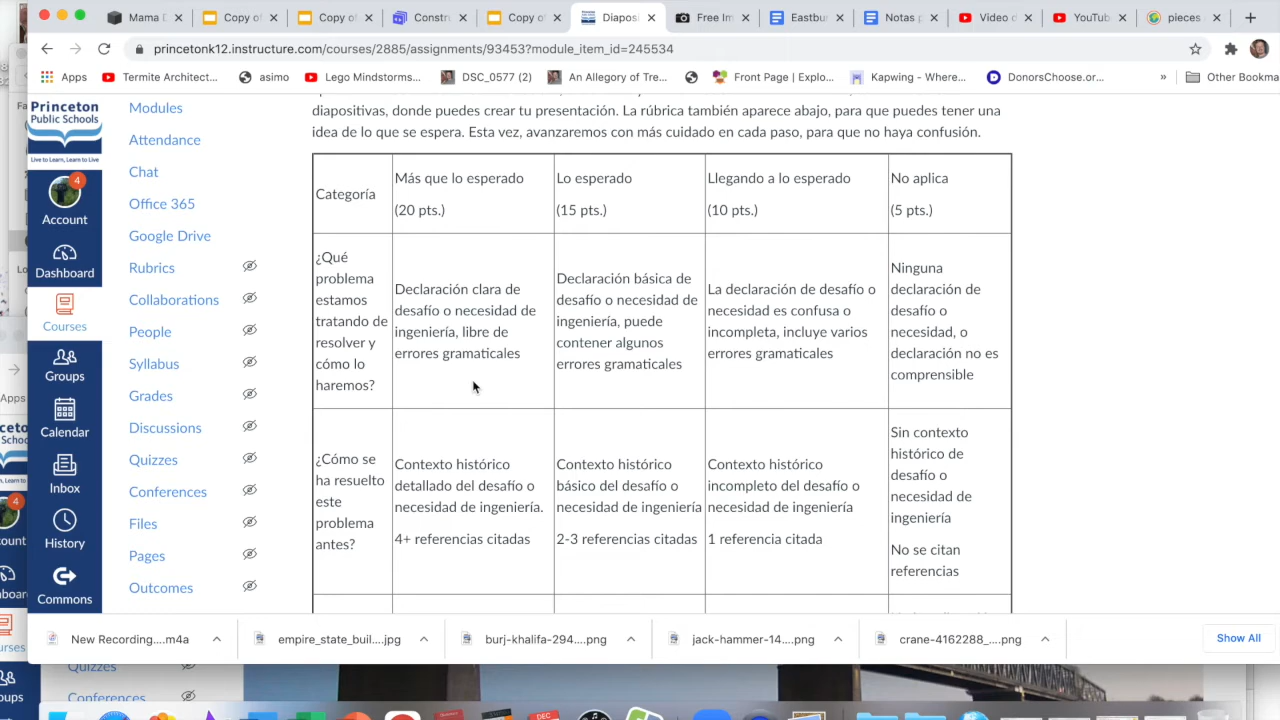 Mama D
Copy of
Copy of
Constru
Copy of
Diaposi
Free Im
Eastbur
Notas p
Video d
YouTub
pieces
princetonk12.instructure.com/courses/2885/assignments/93453?module_item_id=245534
Apps
Termite Architect...
asimo
Lego Mindstorms...
DSC_0577 (2)
An Allegory of Tre...
Front Page | Explo...
Kapwing - Where...
DonorsChoose.or...
»
Other Bookma
PRINCETON
Public Schools
Live to Learn, Learn to Live
4
Account
Dashboard
Courses
Groups
Calendar
Inbox
History
Commons
Modules
Attendance
Chat
Office 365
Google Drive
Rubrics
Collaborations
People
Syllabus
Grades
Discussions
Quizzes
Conferences
Files
Pages
Outcomes
diapositivas, donde puedes crear tu presentación. La rúbrica también aparece abajo, para que puedes tener una
idea de lo que se espera. Esta vez, avanzaremos con más cuidado en cada paso, para que no haya confusión.
Categoría
Más que lo esperado
(20 pts.)
Lo esperado
(15 pts.)
Llegando a lo esperado
(10 pts.)
No aplica
(5 pts.)
¿Qué
problema
estamos
tratando de
resolver y
cómo lo
haremos?
Declaración clara de
desafío o necesidad de
ingeniería, libre de
errores gramaticales
Declaración básica de
desafío o necesidad de
ingeniería, puede
contener algunos
errores gramaticales
La declaración de desafío o
necesidad es confusa o
incompleta, incluye varios
errores gramaticales
Ninguna
declaración de
desafío o
necesidad, o
declaración no es
comprensible
¿Cómo se
ha resuelto
este
problema
antes?
Contexto histórico
detallado del desafío o
necesidad de ingeniería.
4+ referencias citadas
Contexto histórico
básico del desafío o
necesidad de ingeniería
2-3 referencias citadas
Contexto histórico
incompleto del desafío o
necesidad de ingeniería
1 referencia citada
Sin contexto
histórico de
desafío o
necesidad de
ingeniería
No se citan
referencias
New Recording....m4a
empire_state_buil....jpg
burj-khalifa-294....png
jack-hammer-14....png
crane-4162288_....png
Show All
Quizzes
Conferences